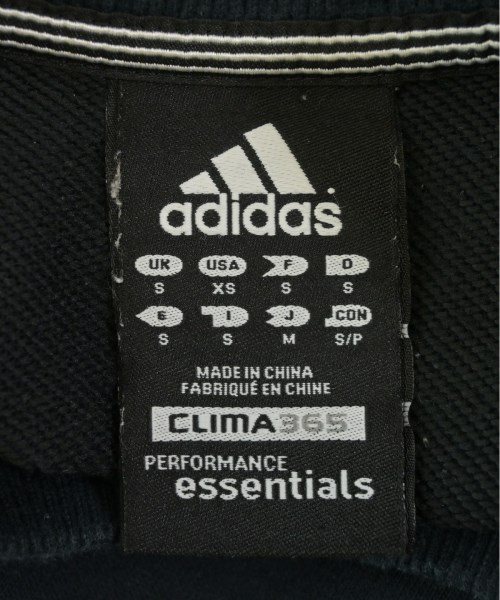 adidas
UK USA F D
S XS S S
E I J CON
S S M S/P
MADE IN CHINA
FABRIQUÉ EN CHINE
CLIMA365
PERFORMANCE
essentials